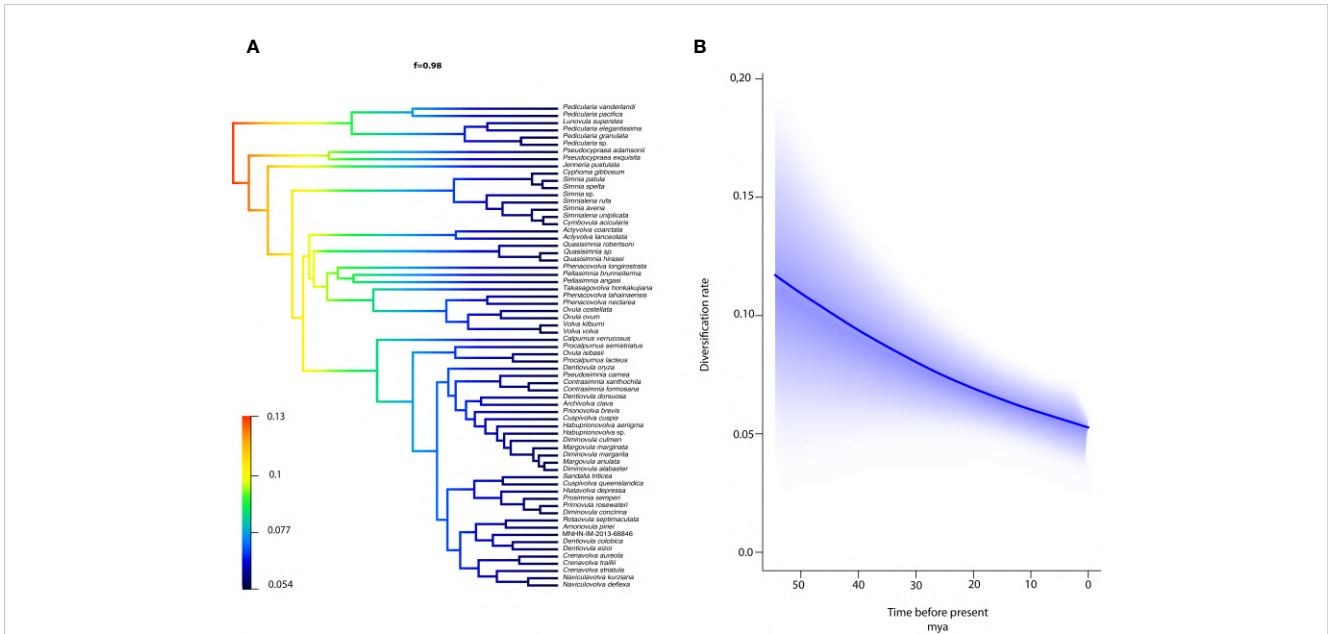 A
f=0.98
Pedicularia vanderlandi
Pedicularia pacifica
Lunovula superstes
Pedicularia elegantissima
Pedicularia granulata
Pedicularia sp.
Pseudocypraea adamsonii
Pseudocypraea exquisita
Jenneria pustulata
Cyphoma gibbosum
Simnia patula
Simnia spelta
Simnia sp.
Simnialena rufa
Simnia avena
Simnialena uniplicata
Cymbovula acicularis
Aclyvolva coarctata
Aclyvolva lanceolata
Quasisimnia robertsoni
Quasisimnia sp.
Quasisimnia hirasei
Phenacovolva longirostrata
Pellasimnia brunneiterma
Pellasimnia angasi
Takasagovolva honkakujiana
Phenacovolva lahainaensis
Phenacovolva nectarea
Ovula costellata
Ovula ovum
Volva kilburni
Volva volva
Calpurnus verrucosus
Procalpurnus semistriatus
Ovula isibasii
Procalpurnus lacteus
Dentiovula oryza
Pseudosimnia carnea
Contrasimnia xanthochila
Contrasimnia formosana
Dentiovula dorsuosa
Archivolva clava
Prionovolva brevis
Cuspivolva cuspis
Habuprionovolva aenigma
Habuprionovolva sp.
Diminovula culmen
Margovula marginata
Diminovula margarita
Margovula anulata
Diminovula alabaster
Sandalia triticea
Cuspivolva queenslandica
Hiatavolva depressa
Prosimnia semperi
Primovula rosewateri
Diminovula concinna
Rotaovula septimaculata
Amonovula piriei
MNHN-IM-2013-68846
Dentiovula colobica
Dentiovula eizoi
Crenavolva aureola
Crenavolva traillii
Crenavolva striatula
Naviculavolva kurziana
Naviculovolva deflexa
0.13
0.1
0.077
0.054
B
Diversification rate
0,20
0.15
0.10
0.05
0.0
50 40 30 20 10 0
Time before present
mya